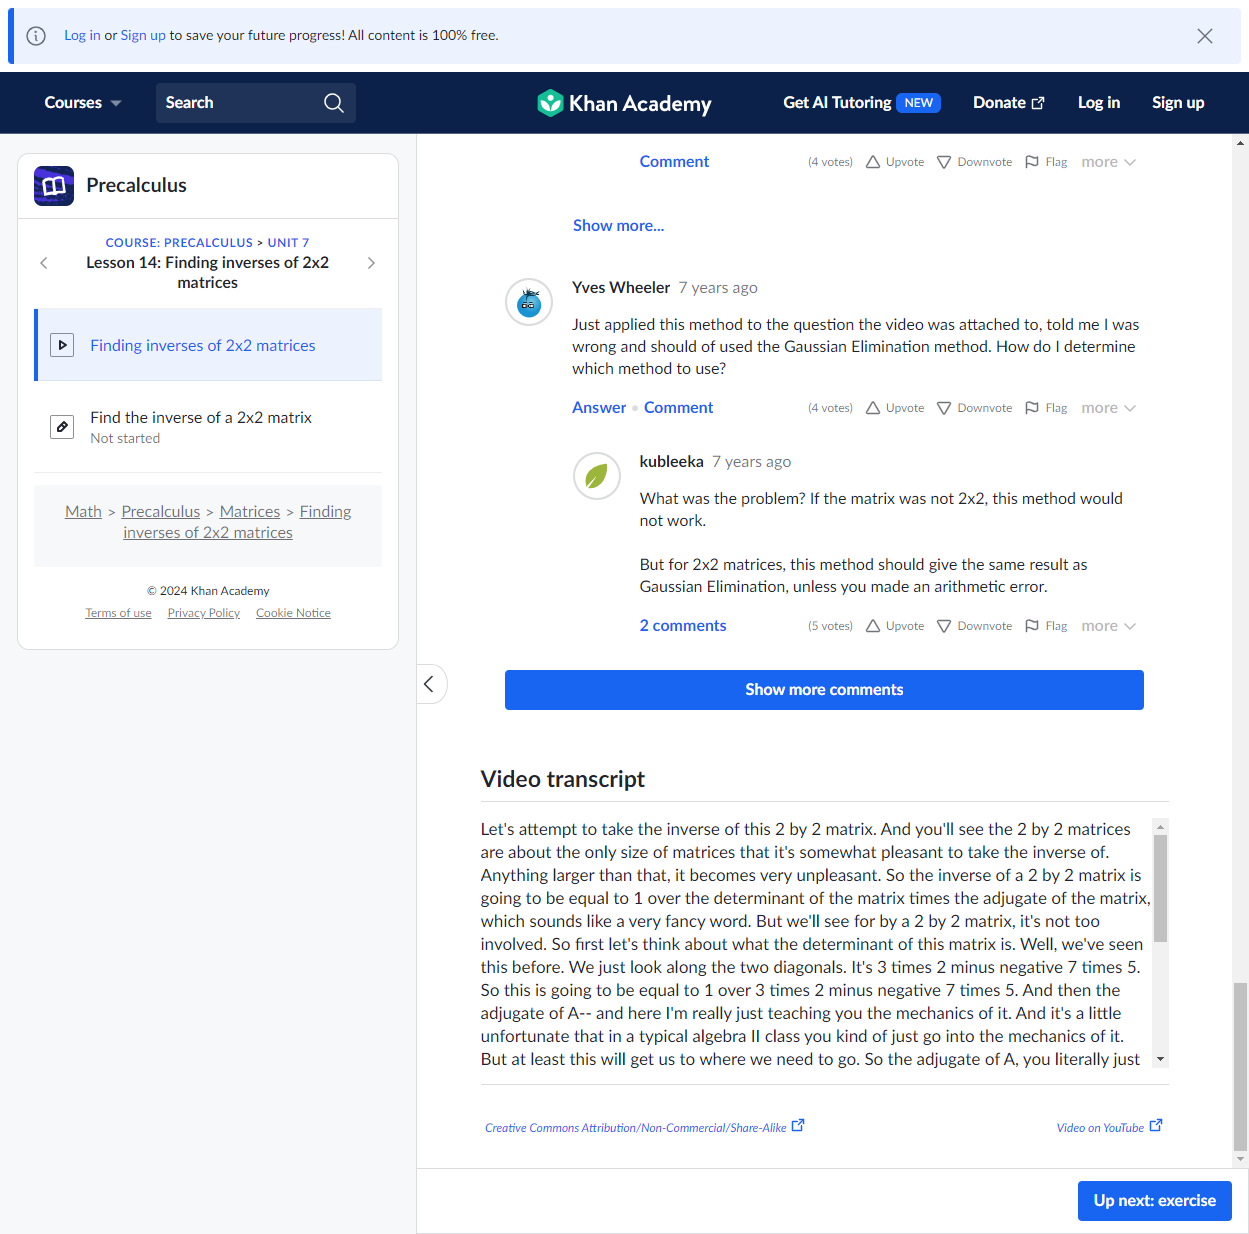 Log in or Sign up to save your future progress! All content is 100% free.
Courses
Search
Khan Academy
Get AI Tutoring NEW
Donate
Log in
Sign up
Precalculus
COURSE: PRECALCULUS > UNIT 7
Lesson 14: Finding inverses of 2x2
matrices
Finding inverses of 2x2 matrices
Find the inverse of a 2x2 matrix
Not started
Math > Precalculus > Matrices > Finding
inverses of 2x2 matrices
© 2024 Khan Academy
Terms of use Privacy Policy Cookie Notice
Comment (4 votes) Upvote Downvote Flag more
Show more...
Yves Wheeler 7 years ago
Just applied this method to the question the video was attached to, told me I was
wrong and should of used the Gaussian Elimination method. How do I determine
which method to use?
Answer • Comment (4 votes) Upvote Downvote Flag more
kubleeka 7 years ago
What was the problem? If the matrix was not 2x2, this method would
not work.
But for 2x2 matrices, this method should give the same result as
Gaussian Elimination, unless you made an arithmetic error.
2 comments (5 votes) Upvote Downvote Flag more
Show more comments
Video transcript
Let's attempt to take the inverse of this 2 by 2 matrix. And you'll see the 2 by 2 matrices
are about the only size of matrices that it's somewhat pleasant to take the inverse of.
Anything larger than that, it becomes very unpleasant. So the inverse of a 2 by 2 matrix is
going to be equal to 1 over the determinant of the matrix times the adjugate of the matrix,
which sounds like a very fancy word. But we'll see for by a 2 by 2 matrix, it's not too
involved. So first let's think about what the determinant of this matrix is. Well, we've seen
this before. We just look along the two diagonals. It's 3 times 2 minus negative 7 times 5.
So this is going to be equal to 1 over 3 times 2 minus negative 7 times 5. And then the
adjugate of A-- and here I'm really just teaching you the mechanics of it. And it's a little
unfortunate that in a typical algebra II class you kind of just go into the mechanics of it.
But at least this will get us to where we need to go. So the adjugate of A, you literally just
Creative Commons Attribution/Non-Commercial/Share-Alike
Video on YouTube
Up next: exercise